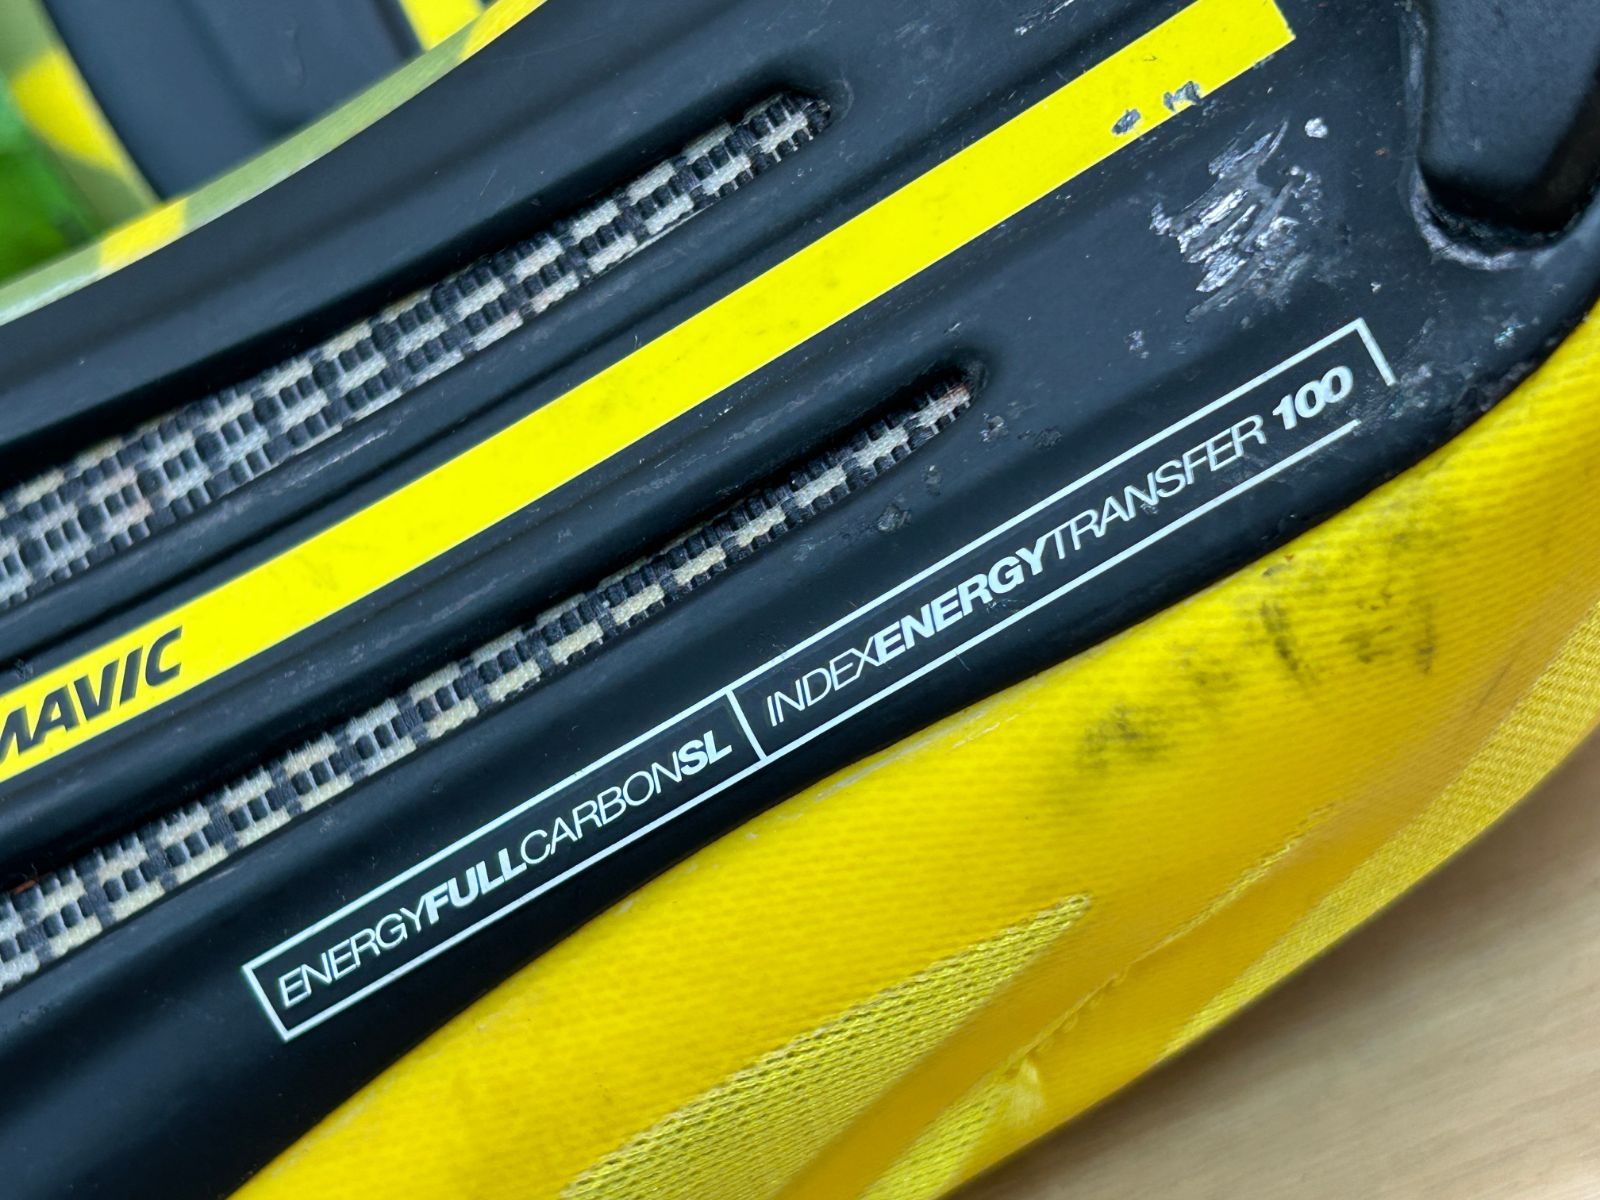 MAVIC
ENERGYFULLCARBONSL INDEXENERGYTRANSFER 100